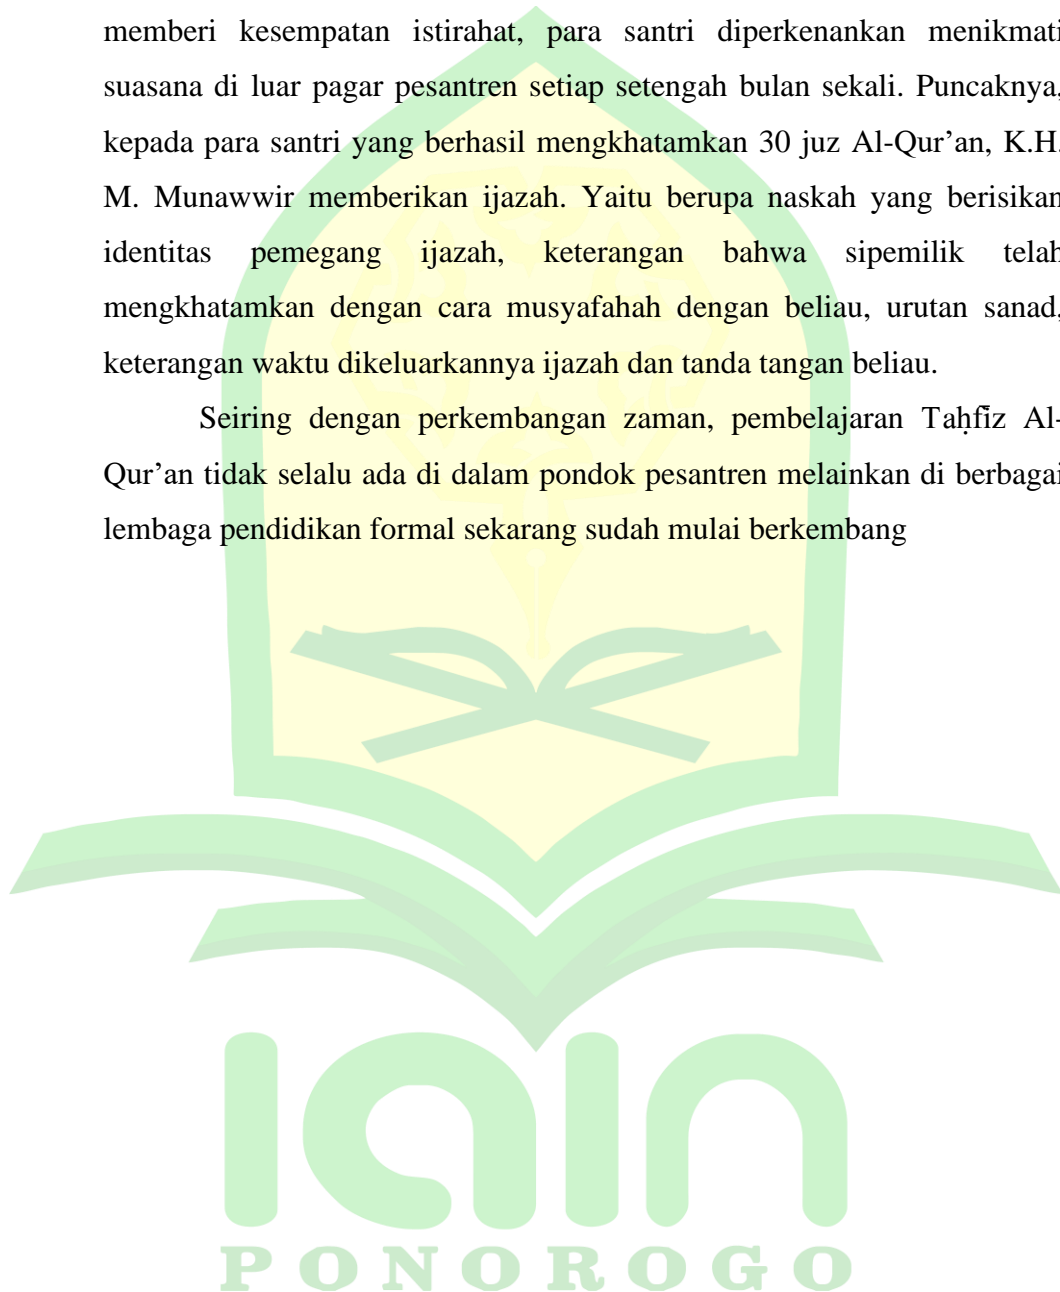 memberi kesempatan istirahat, para santri diperkenankan menikmati
suasana di luar pagar pesantren setiap setengah bulan sekali. Puncaknya,
kepada para santri yang berhasil mengkhatamkan 30 juz Al-Qur’an, K.H.
M. Munawwir memberikan ijazah. Yaitu berupa naskah yang berisikan
identitas pemegang ijazah, keterangan bahwa sipemilik telah
mengkhatamkan dengan cara musyafahah dengan beliau, urutan sanad,
keterangan waktu dikeluarkannya ijazah dan tanda tangan beliau.
Seiring dengan perkembangan zaman, pembelajaran Taḥfīz Al-
Qur’an tidak selalu ada di dalam pondok pesantren melainkan di berbagai
lembaga pendidikan formal sekarang sudah mulai berkembang
iain
PONOROGO